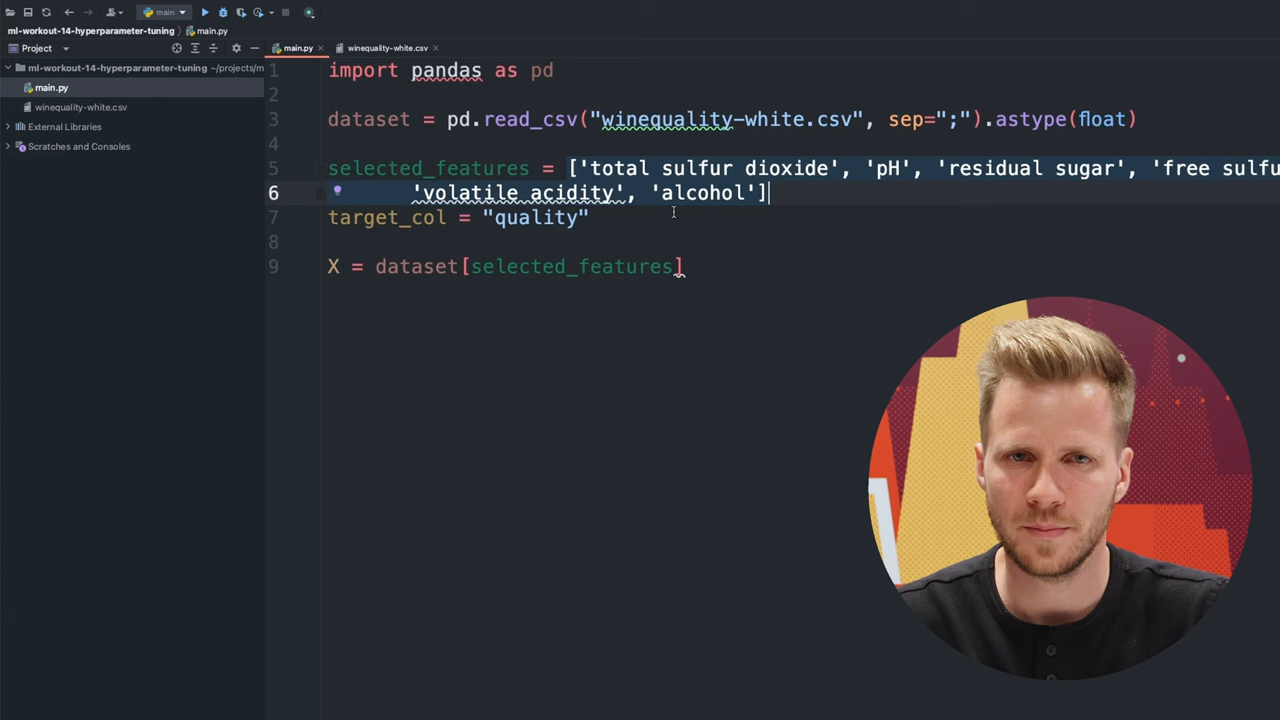 main
ml-workout-14-hyperparameter-tuning
main.py
Project
main.py
winequality-white.csv
ml-workout-14-hyperparameter-tuning ~/projects/m
main.py
winequality-white.csv
External Libraries
Scratches and Consoles
1 import pandas as pd
2
3 dataset = pd.read_csv("winequality-white.csv", sep=";").astype(float)
4
5 selected_features = ['total sulfur dioxide', 'pH', 'residual sugar', 'free sulfu
6 'volatile acidity', 'alcohol']
7 target_col = "quality"
8
9 X = dataset[selected_features]